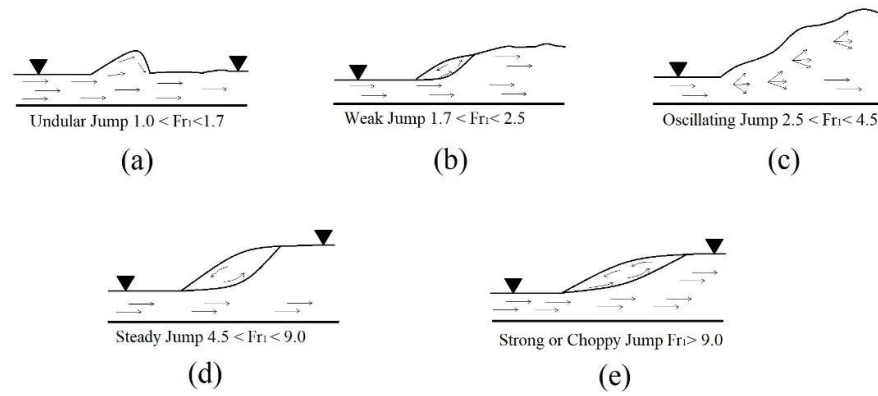 Undular Jump 1.0 < Fr1<1.7
(a)
Weak Jump 1.7 < Fr1< 2.5
(b)
Oscillating Jump 2.5 < Fr1< 4.5
(c)
Steady Jump 4.5 < Fr1 < 9.0
(d)
Strong or Choppy Jump Fr1> 9.0
(e)